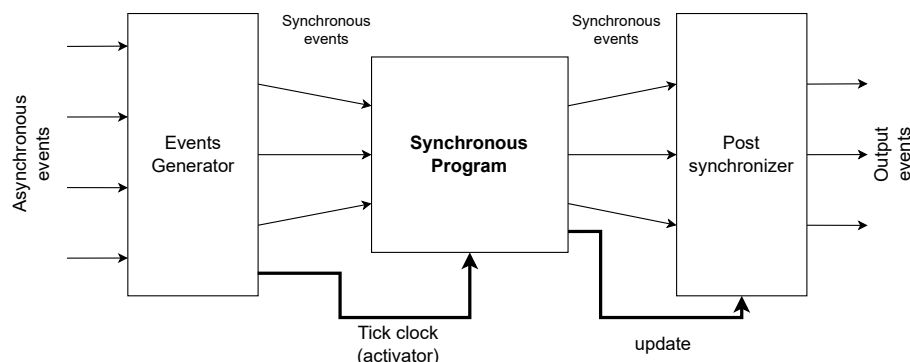 Asynchronous
events
Events
Generator
Synchronous
events
Synchronous
Program
Synchronous
events
Post
synchronizer
Output
events
Tick clock
(activator)
update